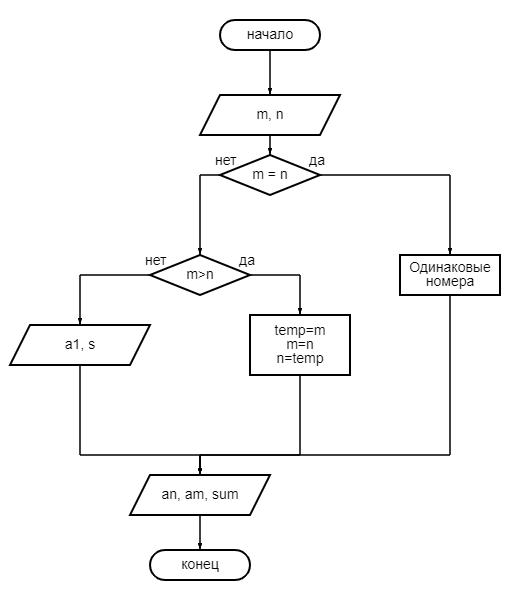 начало
m, n
нет
да
m = n
нет
да
m>n
Одинаковые
номера
a1, s
temp=m
m=n
n=temp
an, am, sum
конец